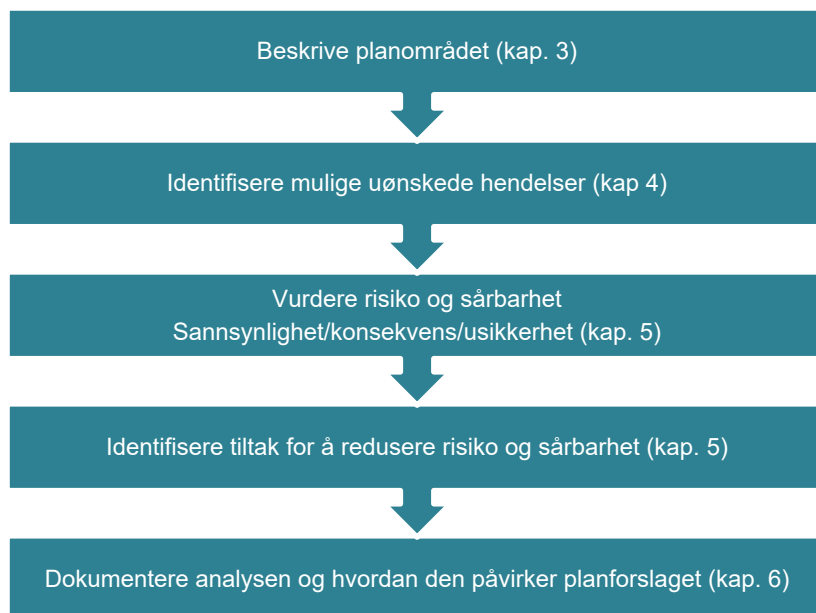 Beskrive planområdet (kap. 3)
Identifisere mulige uønskede hendelser (kap 4)
Vurdere risiko og sårbarhet
Sannsynlighet/konsekvens/usikkerhet (kap. 5)
Identifisere tiltak for å redusere risiko og sårbarhet (kap. 5)
Dokumentere analysen og hvordan den påvirker planforslaget (kap. 6)